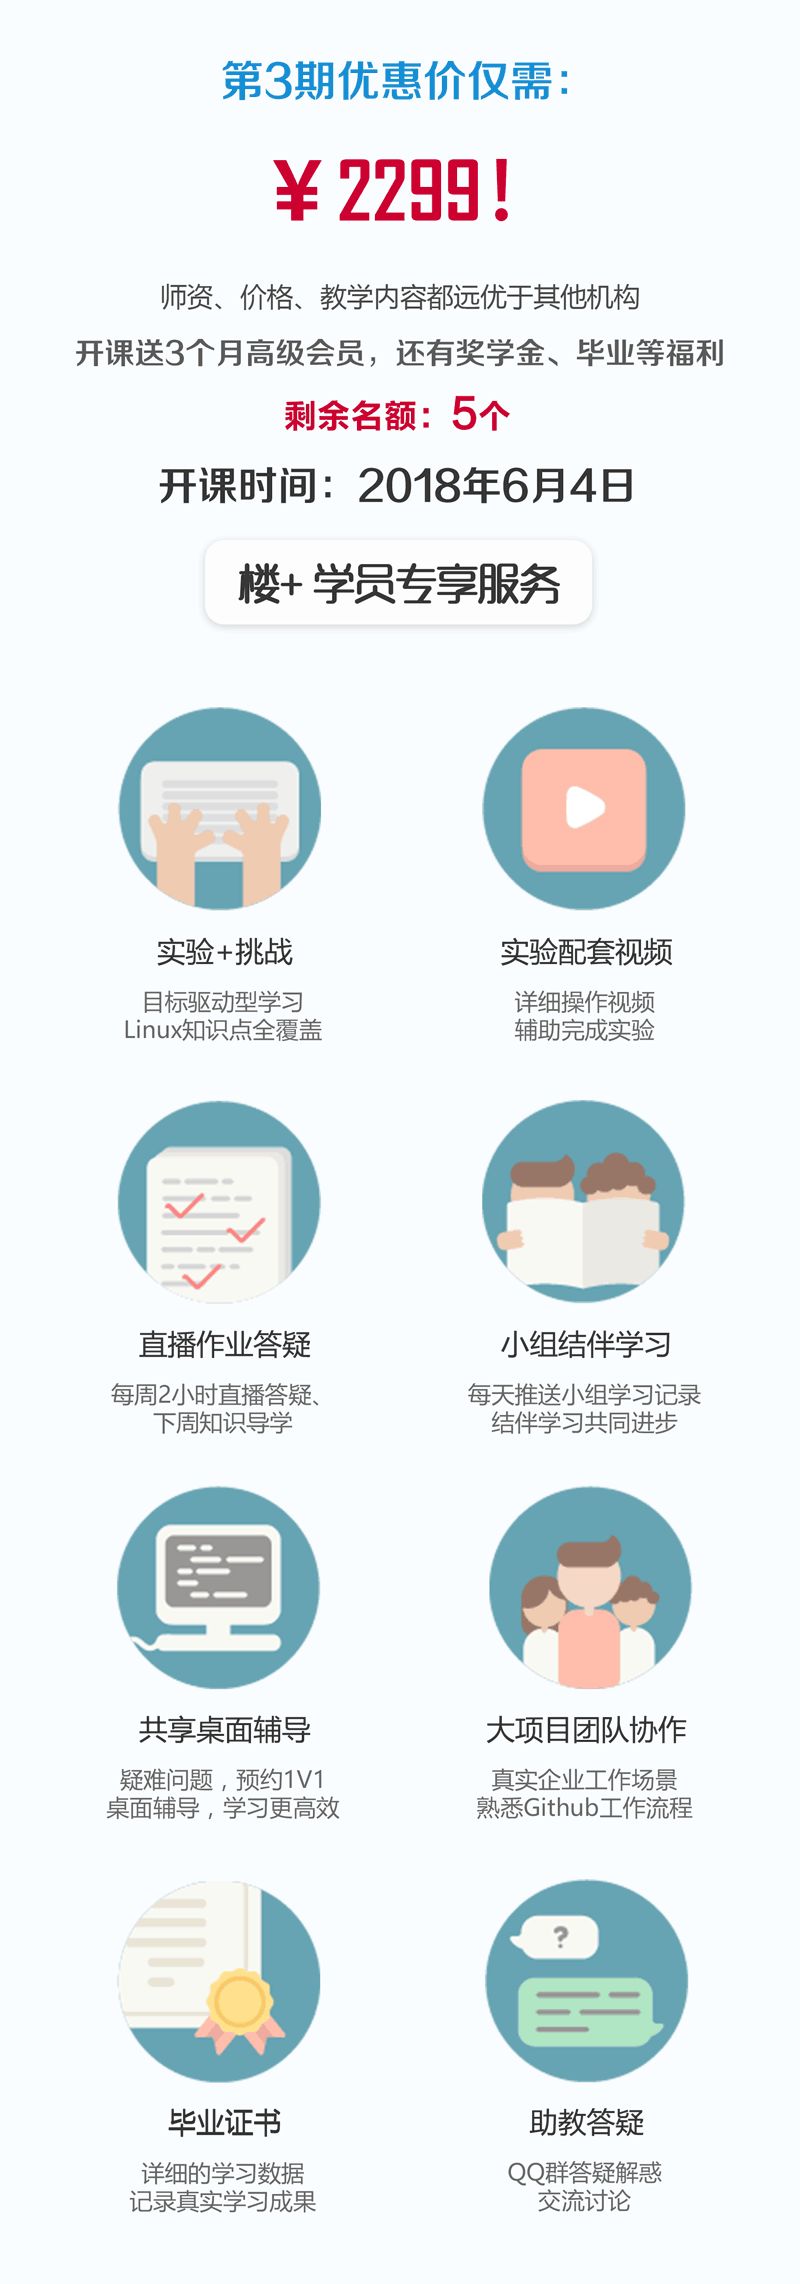 第3期优惠价仅需：
￥2299！
师资、价格、教学内容都远优于其他机构
开课送3个月高级会员，还有奖学金、毕业等福利
剩余名额：5个
开课时间：2018年6月4日
楼+ 学员专享服务
实验+挑战
目标驱动型学习
Linux知识点全覆盖
实验配套视频
详细操作视频
辅助完成实验
直播作业答疑
每周2小时直播答疑、
下周知识导学
小组结伴学习
每天推送小组学习记录
结伴学习共同进步
共享桌面辅导
疑难问题，预约1V1
桌面辅导，学习更高效
大项目团队协作
真实企业工作场景
熟悉Github工作流程
毕业证书
详细的学习数据
记录真实学习成果
?
助教答疑
QQ群答疑解惑
交流讨论